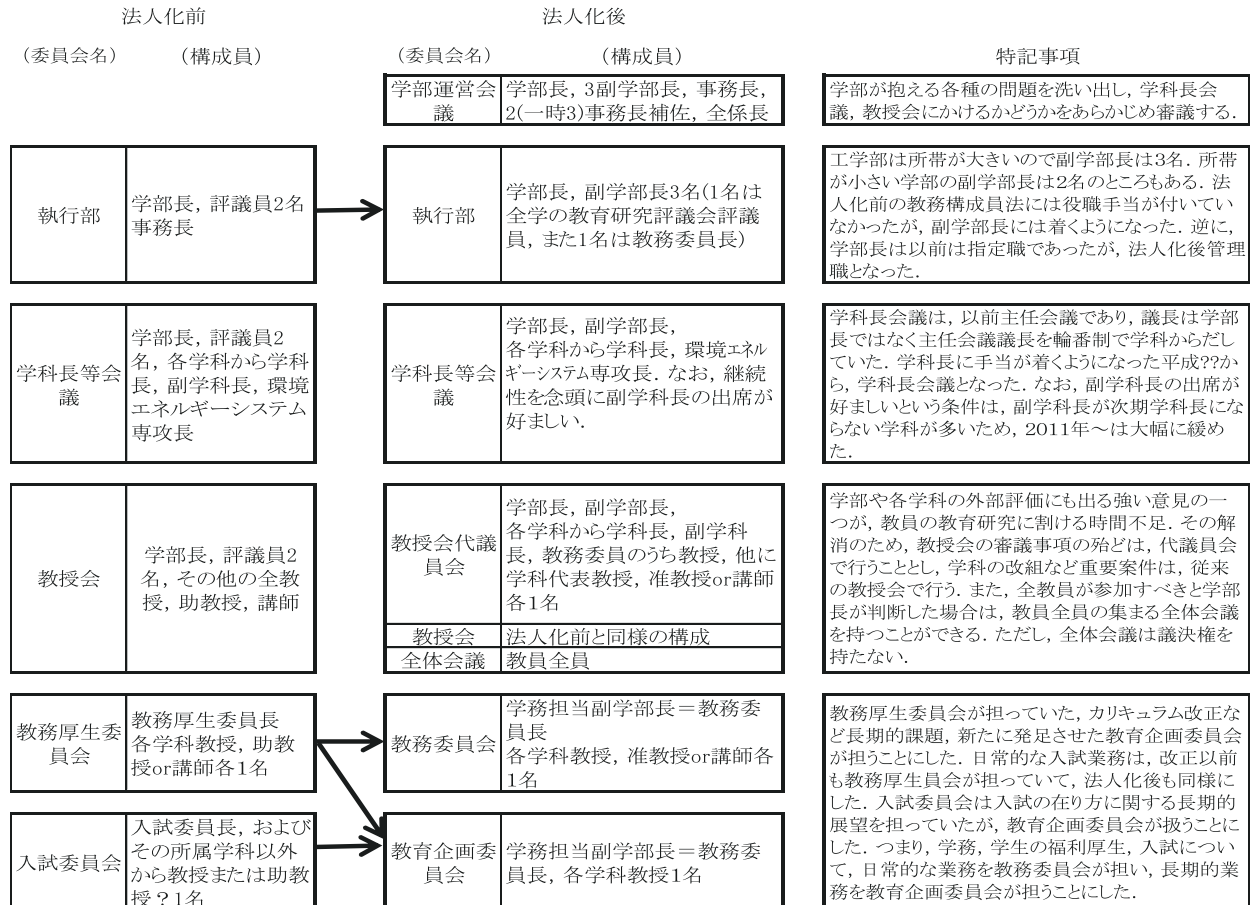 法人化前
法人化後
（委員会名）
（構成員）
（委員会名）
（構成員）
特記事項
学部運営会
議
学部長，3副学部長，事務長，
2(一時3)事務長補佐，全係長
学部が抱える各種の問題を洗い出し，学科長会
議，教授会にかけるかどうかをあらかじめ審議する．
執行部
学部長，評議員2名
事務長
執行部
学部長，副学部長3名(1名は
全学の教育研究評議会評議
員，また1名は教務委員長)
工学部は所帯が大きいので副学部長は3名．所帯
が小さい学部の副学部長は2名のところもある．法
人化前の教務構成員法には役職手当が付いてい
なかったが，副学部長には着くようになった．逆に，
学部長は以前は指定職であったが，法人化後管理
職となった．
学科長等会
議
学部長，評議員2
名，各学科から学科
長，副学科長，環境
エネルギーシステム
専攻長
学科長等会
議
学部長，副学部長，
各学科から学科長，環境エネル
ギーシステム専攻長．なお，継続
性を念頭に副学科長の出席が
好ましい．
学科長会議は，以前主任会議であり，議長は学部
長ではなく主任会議議長を輪番制で学科からだし
ていた．学科長に手当が着くようになった平成??か
ら，学科長会議となった．なお，副学科長の出席が
好ましいという条件は，副学科長が次期学科長にな
らない学科が多いため，2011年～は大幅に緩め
た．
教授会
学部長，評議員2
名，その他の全教
授，助教授，講師
教授会代議
員会
学部長，副学部長，
各学科から学科長，副学科
長，教務委員のうち教授，他に
学科代表教授，准教授or講師
各1名
教授会
法人化前と同様の構成
全体会議
教員全員
学部や各学科の外部評価にも出る強い意見の一
つが，教員の教育研究に割ける時間不足．その解
消のため，教授会の審議事項の殆どは，代議員会
で行うこととし，学科の改組など重要案件は，従来
の教授会で行う．また，全教員が参加すべきと学部
長が判断した場合は，教員全員の集まる全体会議
を持つことができる．ただし，全体会議は議決権を
持たない．
教務厚生委
員会
教務厚生委員長
各学科教授，助教
授or講師各1名
教務委員会
学務担当副学部長＝教務委
員長
各学科教授，准教授or講師各
1名
教務厚生委員会が担っていた，カリキュラム改正な
ど長期的課題，新たに発足させた教育企画委員会
が担うことにした．日常的な入試業務は，改正以前
も教務厚生員会が担っていて，法人化後も同様に
した．入試委員会は入試の在り方に関する長期的
展望を担っていたが，教育企画委員会が扱うことに
した．つまり，学務，学生の福利厚生，入試につい
て，日常的な業務を教務委員会が担い，長期的業
務を教育企画委員会が担うことにした．
入試委員会
入試委員長，および
その所属学科以外
から教授または助教
授？1名
教育企画委
員会
学務担当副学部長＝教務委
員長，各学科教授1名